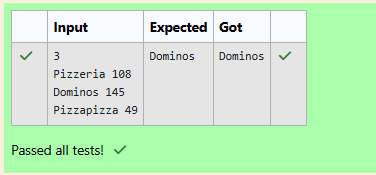 Input Expected Got
3 Dominos Dominos
Pizzeria 108
Dominos 145
Pizzapizza 49
Passed all tests!